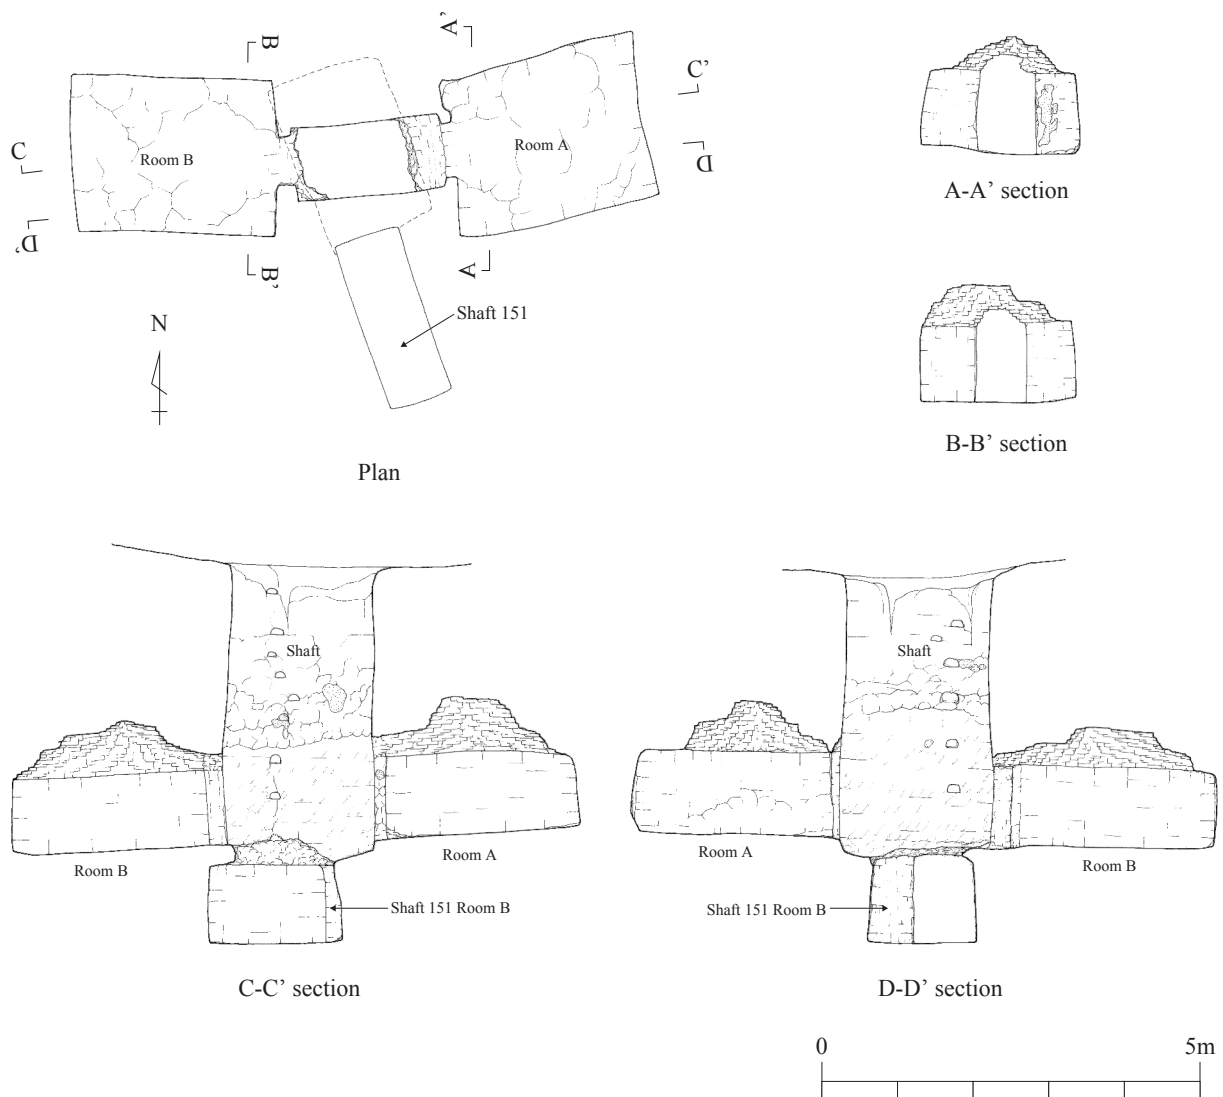 B
A'
C'
C
Room B
Room A
D
D'
B'
A
Shaft 151
N
Plan
A-A’ section
B-B’ section
Shaft
Room B
Room A
Shaft 151 Room B
C-C’ section
Shaft
Room A
Room B
Shaft 151 Room B
D-D’ section
0
5m